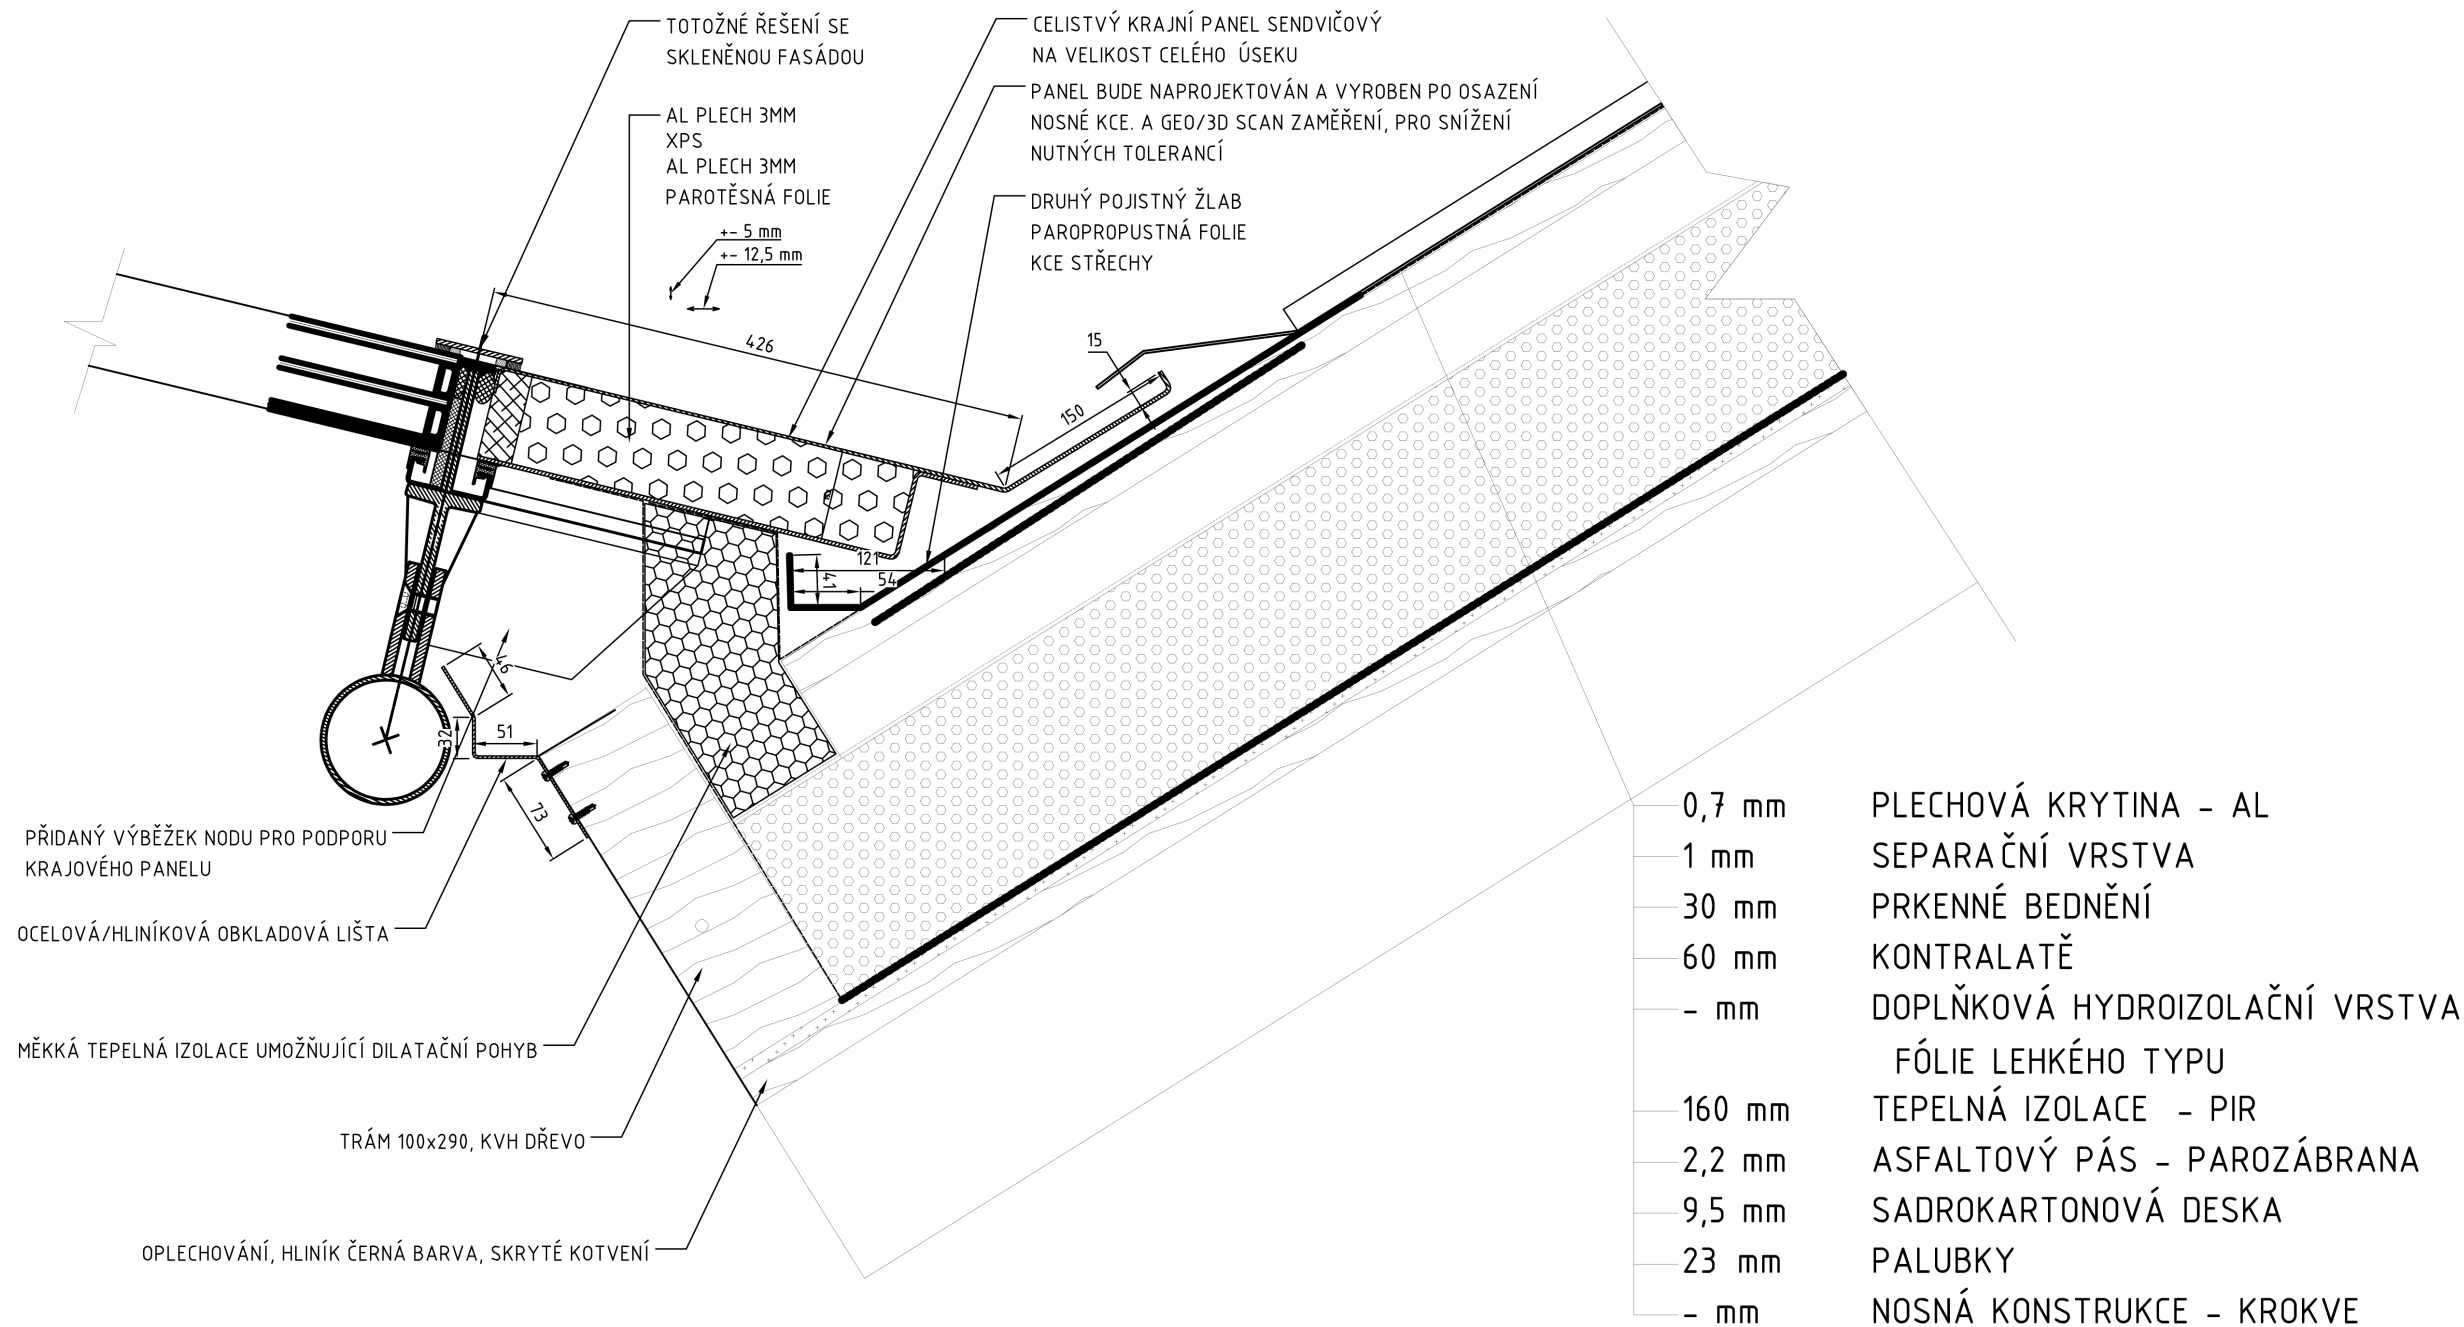 TOTOŽNÉ ŘEŠENÍ SE
SKLENĚNOU FASÁDOU
AL PLECH 3MM
XPS
AL PLECH 3MM
PAROTĚSNÁ FOLIE
+- 5 mm
+- 12,5 mm
CELISTVÝ KRAJNÍ PANEL SENDVIČOVÝ
NA VELIKOST CELÉHO ÚSEKU
PANEL BUDE NAPROJEKTOVÁN A VYROBEN PO OSAZENÍ
NOSNÉ KCE. A GEO/3D SCAN ZAMĚŘENÍ, PRO SNÍŽENÍ
NUTNÝCH TOLERANCÍ
DRUHÝ POJISTNÝ ŽLAB
PAROPROPUSTNÁ FOLIE
KCE STŘECHY
426
15
150
121
41
54
46
32
51
73
PŘIDANÝ VÝBĚŽEK NODU PRO PODPORU
KRAJOVÉHO PANELU
OCELOVÁ/HLINÍKOVÁ OBKLADOVÁ LIŠTA
MĚKKÁ TEPELNÁ IZOLACE UMOŽŇUJÍCÍ DILATAČNÍ POHYB
TRÁM 100x290, KVH DŘEVO
OPLECHOVÁNÍ, HLINÍK ČERNÁ BARVA, SKRYTÉ KOTVENÍ
0,7 mm PLECHOVÁ KRYTINA - AL
1 mm SEPARAČNÍ VRSTVA
30 mm PRKENNÉ BEDNĚNÍ
60 mm KONTRALATĚ
- mm DOPLŇKOVÁ HYDROIZOLAČNÍ VRSTVA
FÓLIE LEHKÉHO TYPU
160 mm TEPELNÁ IZOLACE - PIR
2,2 mm ASFALTOVÝ PÁS - PAROZÁBRANA
9,5 mm SADROKARTONOVÁ DESKA
23 mm PALUBKY
- mm NOSNÁ KONSTRUKCE - KROKVE